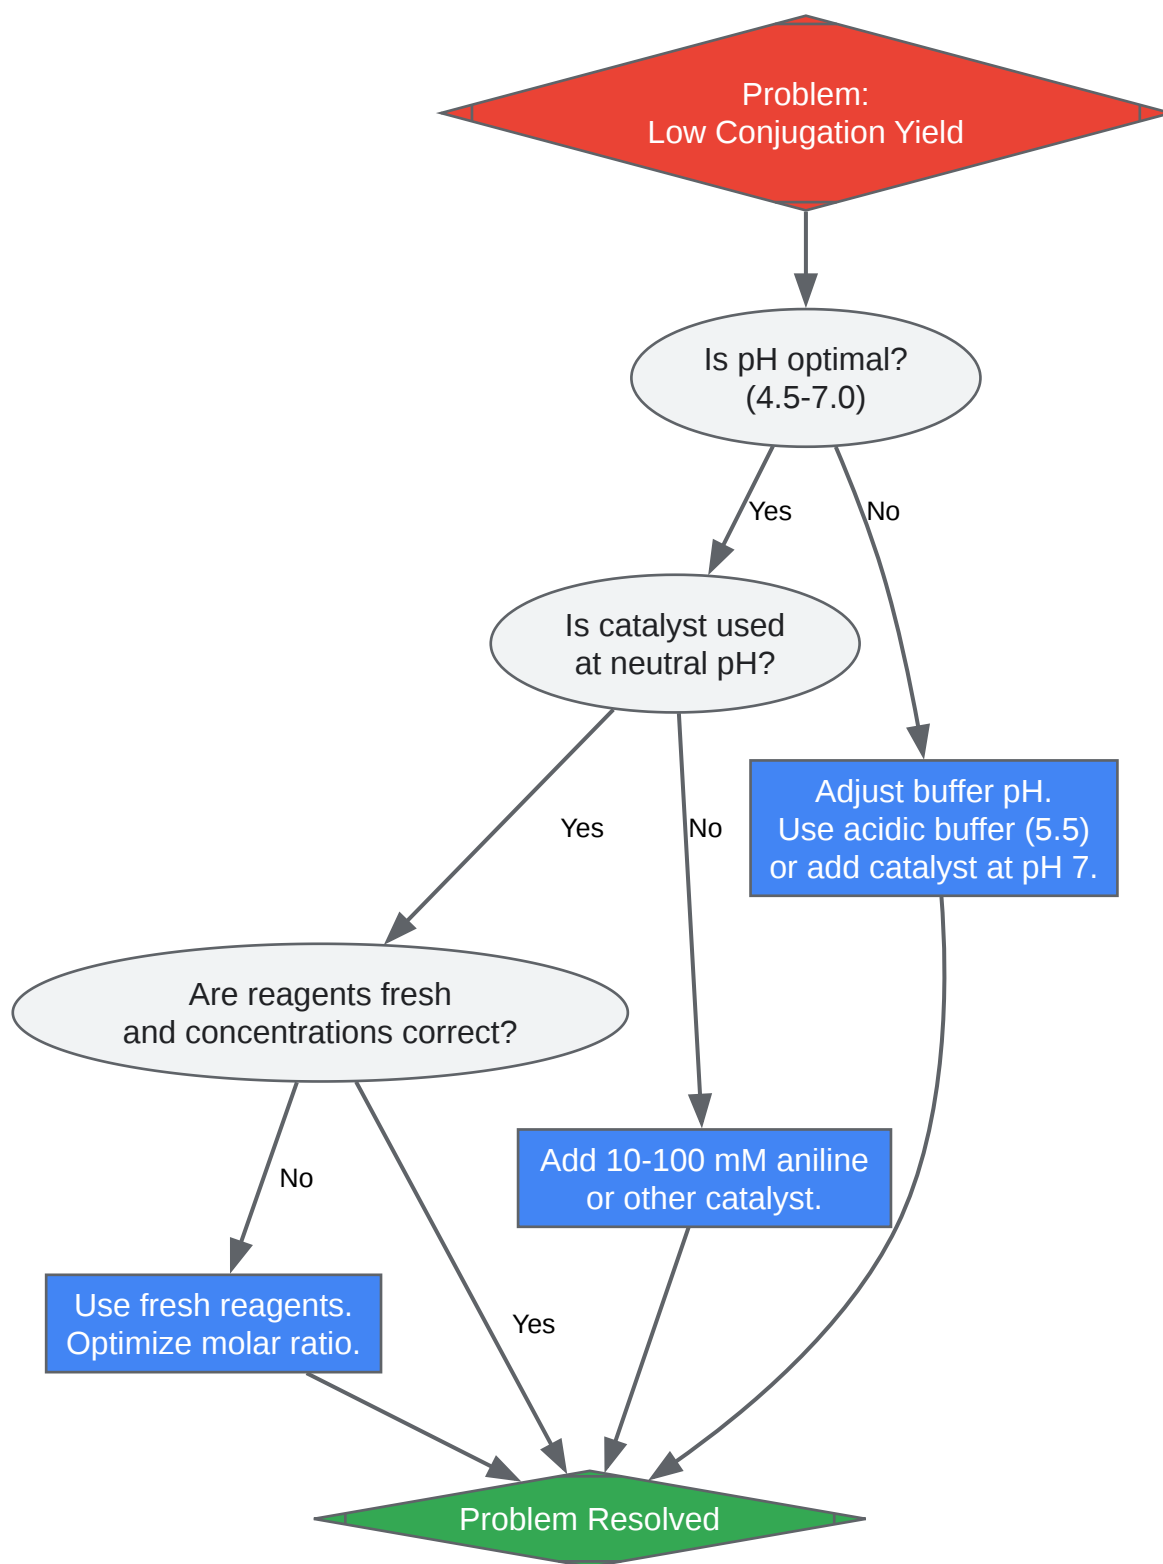 Problem:
Low Conjugation Yield
Is pH optimal?
(4.5-7.0)
Yes
No
Is catalyst used
at neutral pH?
Adjust buffer pH.
Use acidic buffer (5.5)
or add catalyst at pH 7.
Yes
No
Are reagents fresh
and concentrations correct?
Add 10-100 mM aniline
or other catalyst.
No
Use fresh reagents.
Optimize molar ratio.
Yes
Problem Resolved